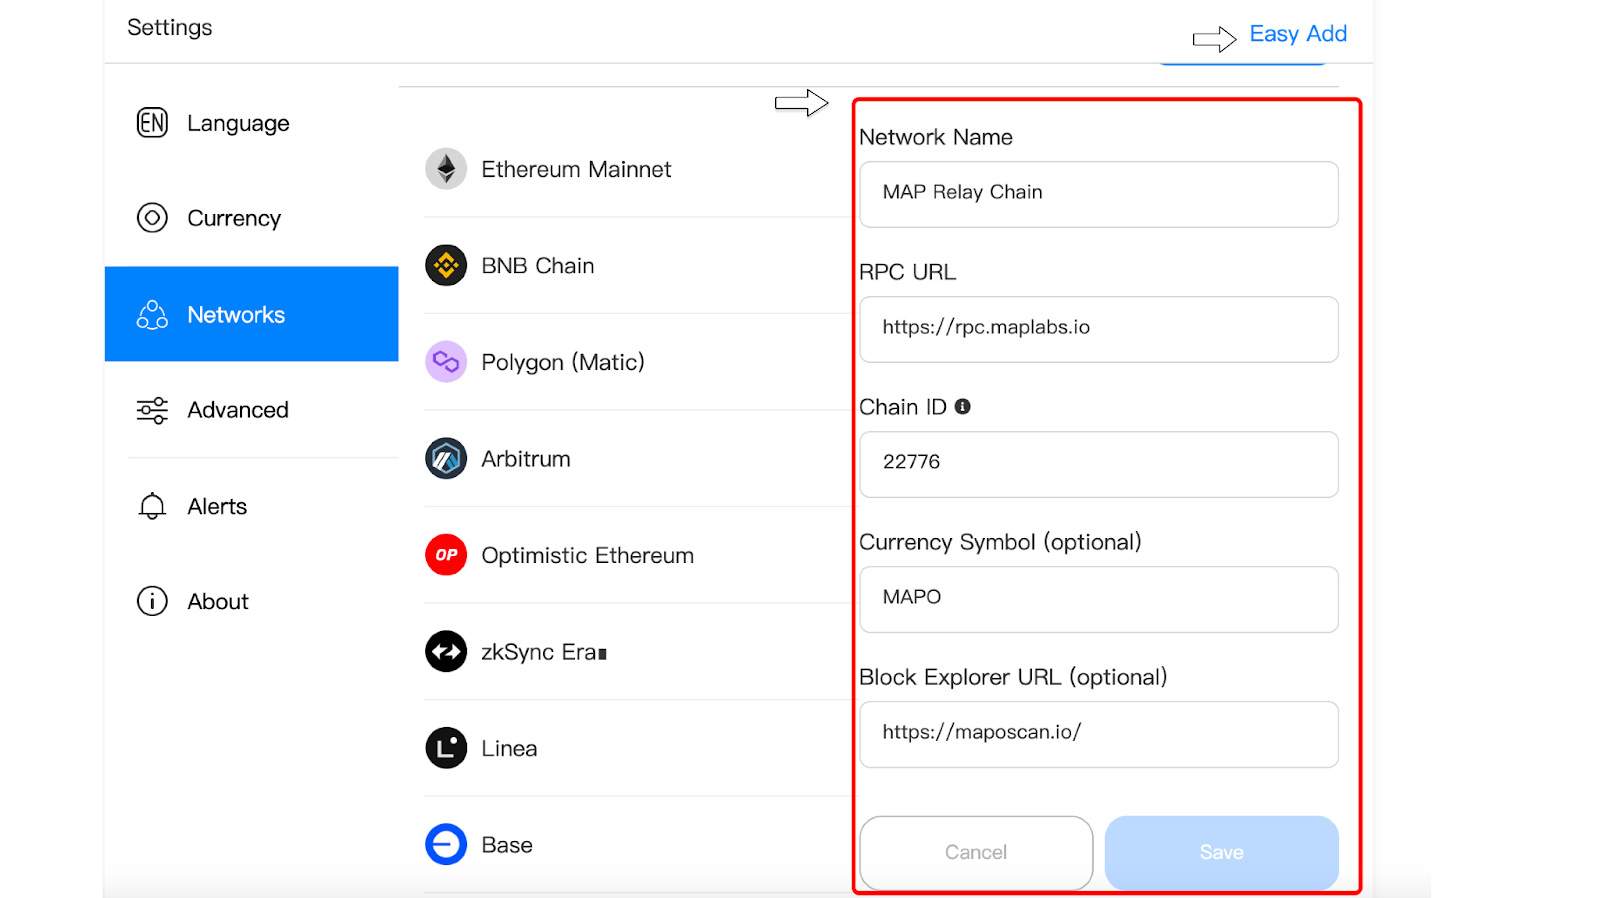 Settings
Easy Add
EN Language
Currency
Networks
Advanced
Alerts
About
Ethereum Mainnet
BNB Chain
Polygon (Matic)
Arbitrum
OP Optimistic Ethereum
zkSync Era
Linea
Base
Network Name
MAP Relay Chain
RPC URL
https://rpc.maplabs.io
Chain ID
22776
Currency Symbol (optional)
MAPO
Block Explorer URL (optional)
https://maposcan.io/
Cancel
Save